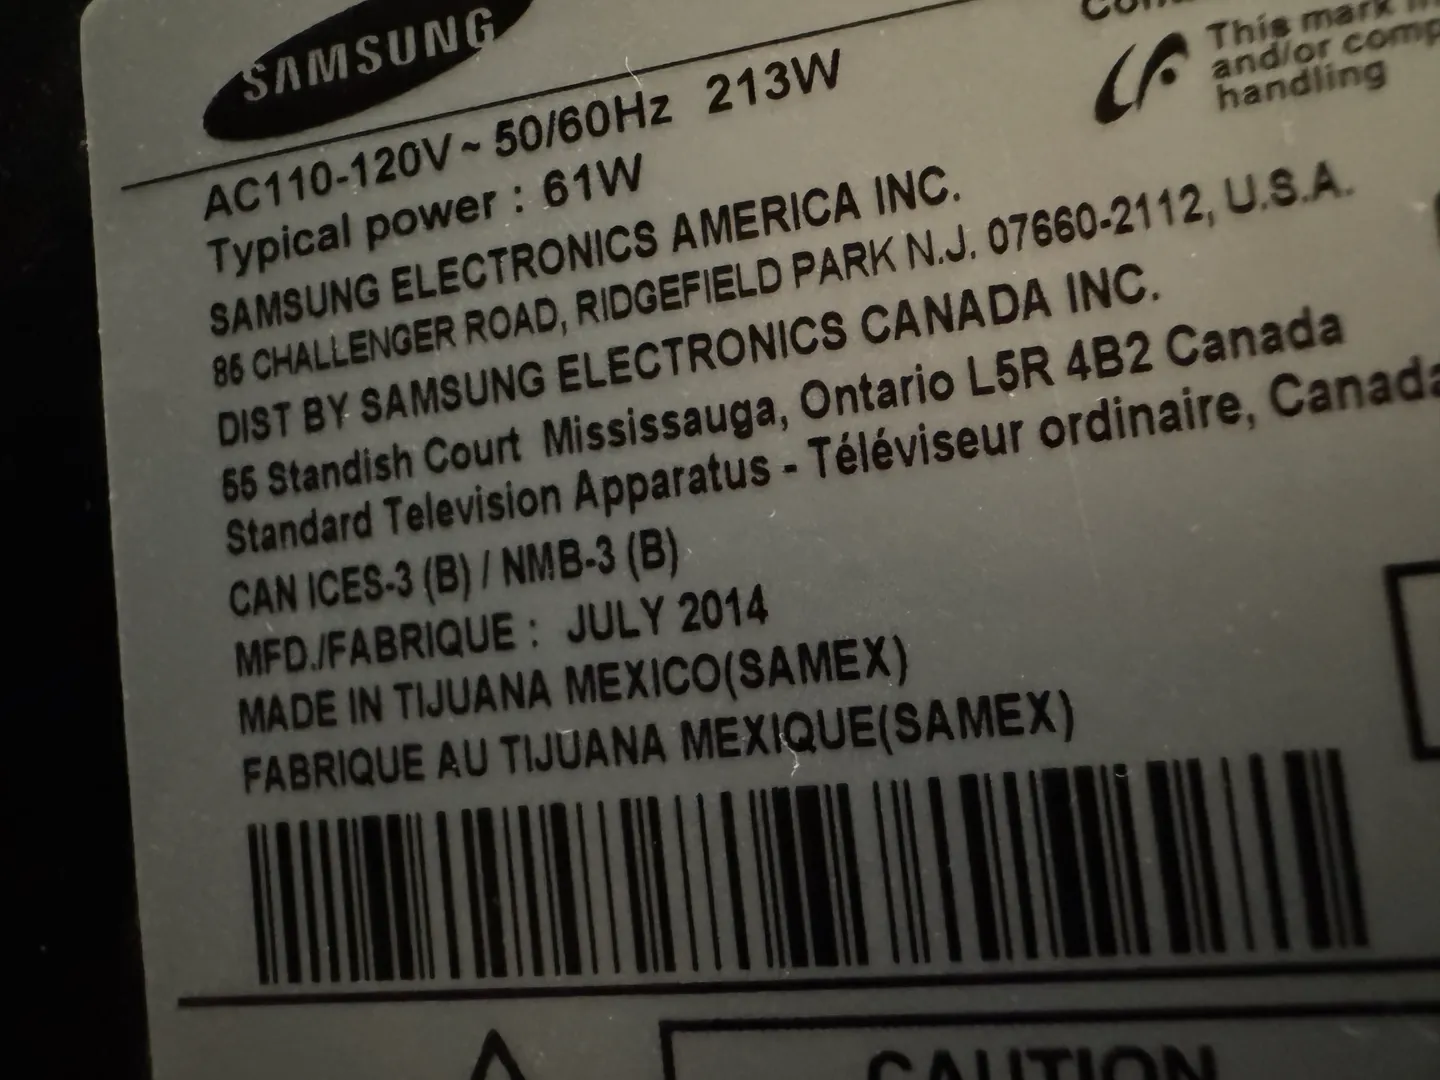 SAMSUNG
AC110-120V ~ 50/60Hz 213W
Typical power : 61W
SAMSUNG ELECTRONICS AMERICA INC.
85 CHALLENGER ROAD, RIDGEFIELD PARK N.J. 07660-2112, U.S.A.
DIST BY SAMSUNG ELECTRONICS CANADA INC.
55 Standish Court Mississauga, Ontario L5R 4B2 Canada
Standard Television Apparatus - Téléviseur ordinaire, Canada
CAN ICES-3 (B) / NMB-3 (B)
MFD./FABRIQUE : JULY 2014
MADE IN TIJUANA MEXICO(SAMEX)
FABRIQUE AU TIJUANA MEXIQUE(SAMEX)
This mark
and/or comp
handling
CAUTION